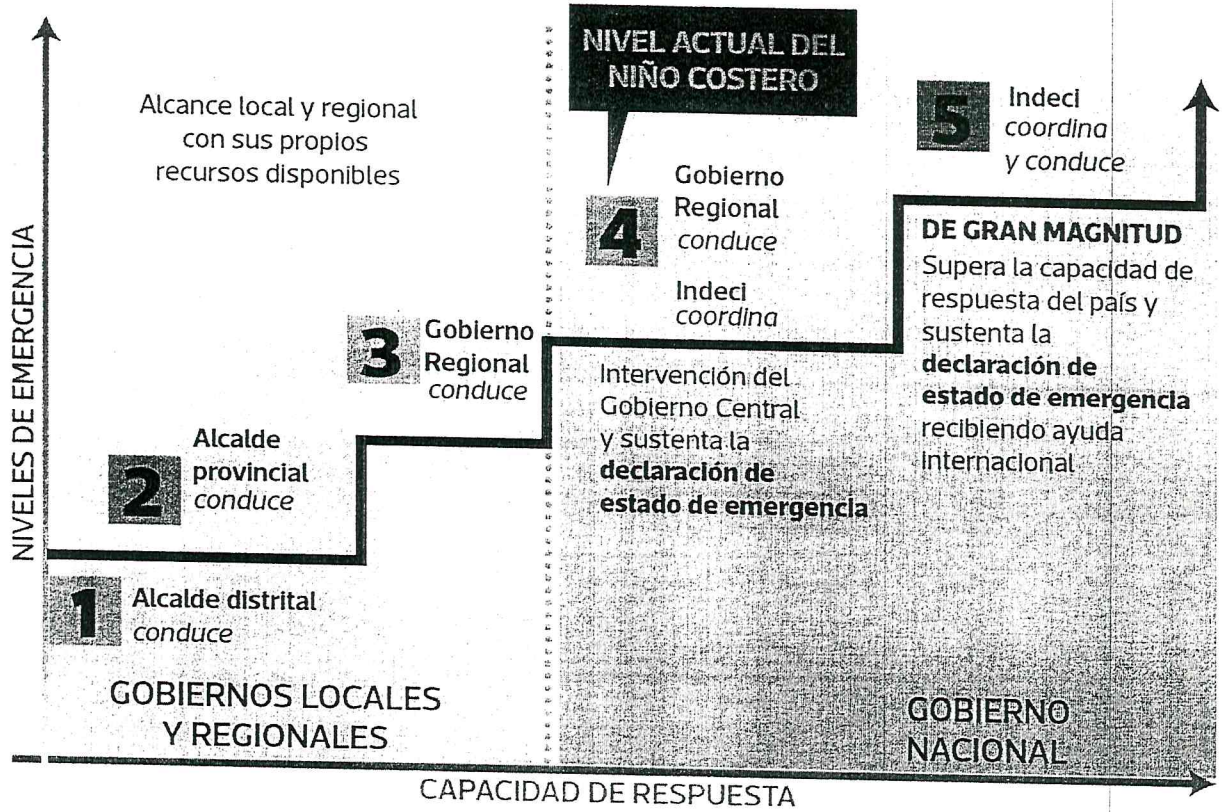 NIVELES DE EMERGENCIA
Alcance local y regional
con sus propios
recursos disponibles
NIVEL ACTUAL DEL
NIÑO COSTERO
1
Alcalde distrital
conduce
2
Alcalde
provincial
conduce
3
Gobierno
Regional
conduce
4
Gobierno
Regional
conduce
Indeci
coordina
Intervención del
Gobierno Central
y sustenta la
declaración de
estado de emergencia
5
Indeci
coordina
y conduce
DE GRAN MAGNITUD
Supera la capacidad de
respuesta del país y
sustenta la
declaración de
estado de emergencia
recibiendo ayuda
internacional
GOBIERNOS LOCALES
Y REGIONALES
GOBIERNO
NACIONAL
CAPACIDAD DE RESPUESTA